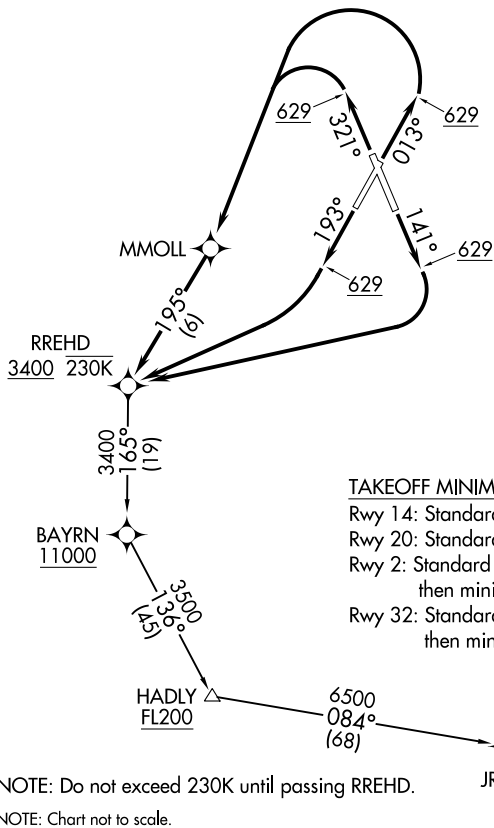 629
321°
013°
629
193°
141°
629
629
MMOLL
195°
(6)
RREHD
3400 230K
3400
165°
(19)
BAYRN
11000
3500
136°
(45)
HADLY
FL200
6500
084°
(68)
TAKEOFF MINIM
Rwy 14: Standard
Rwy 20: Standard
Rwy 2: Standard
then mini
Rwy 32: Standard
then min
NOTE: Do not exceed 230K until passing RREHD.
JR
NOTE: Chart not to scale.